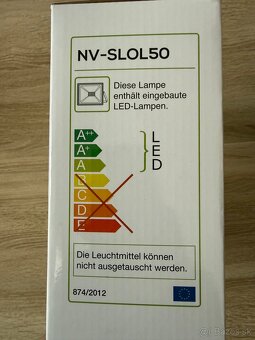 NV-SLOL50
Diese Lampe
enthält eingebaute
LED-Lampen.
A++
A+
A
B
C
D
E
L
E
D
Die Leuchtmittel können
nicht ausgetauscht werden.
874/2012